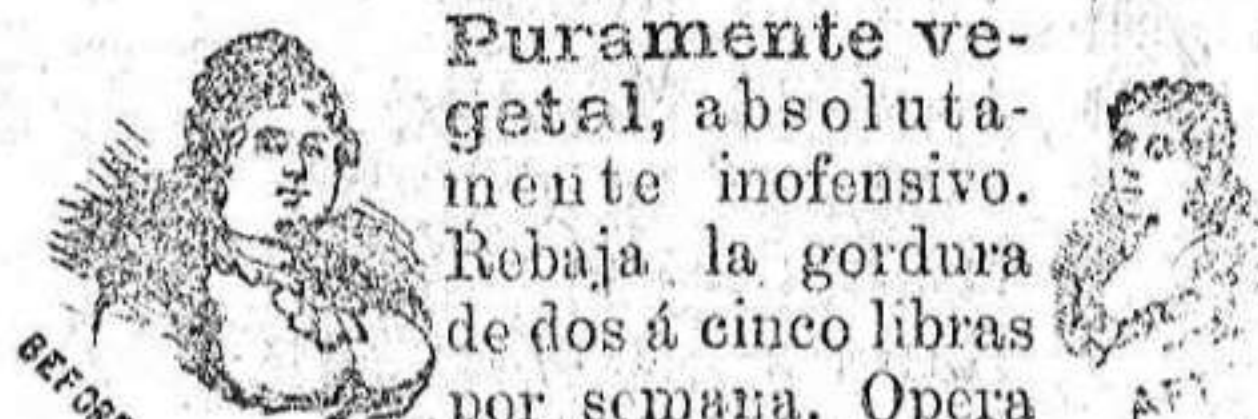 Puramente ve-
getal, absoluta-
mente inofensivo.
Rebaja la gordura
de dos á cinco libras
por semana. Opera
BEFORE